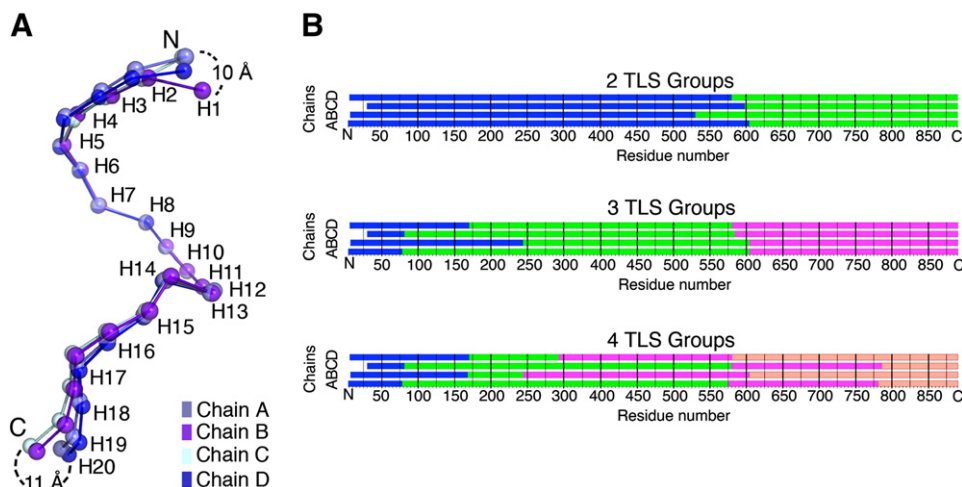 A
N
10 Å
H1
H2
H3
H4
H5
H6
H7
H8
H9
H10
H11
H12
H13
H14
H15
H16
H17
H18
H19
H20
C
11 Å
Chain A
Chain B
Chain C
Chain D
B
2 TLS Groups
Chains
ABCD
N 50 100 150 200 250 300 350 400 450 500 550 600 650 700 750 800 850 C
Residue number
3 TLS Groups
Chains
ABCD
N 50 100 150 200 250 300 350 400 450 500 550 600 650 700 750 800 850 C
Residue number
4 TLS Groups
Chains
ABCD
N 50 100 150 200 250 300 350 400 450 500 550 600 650 700 750 800 850 C
Residue number